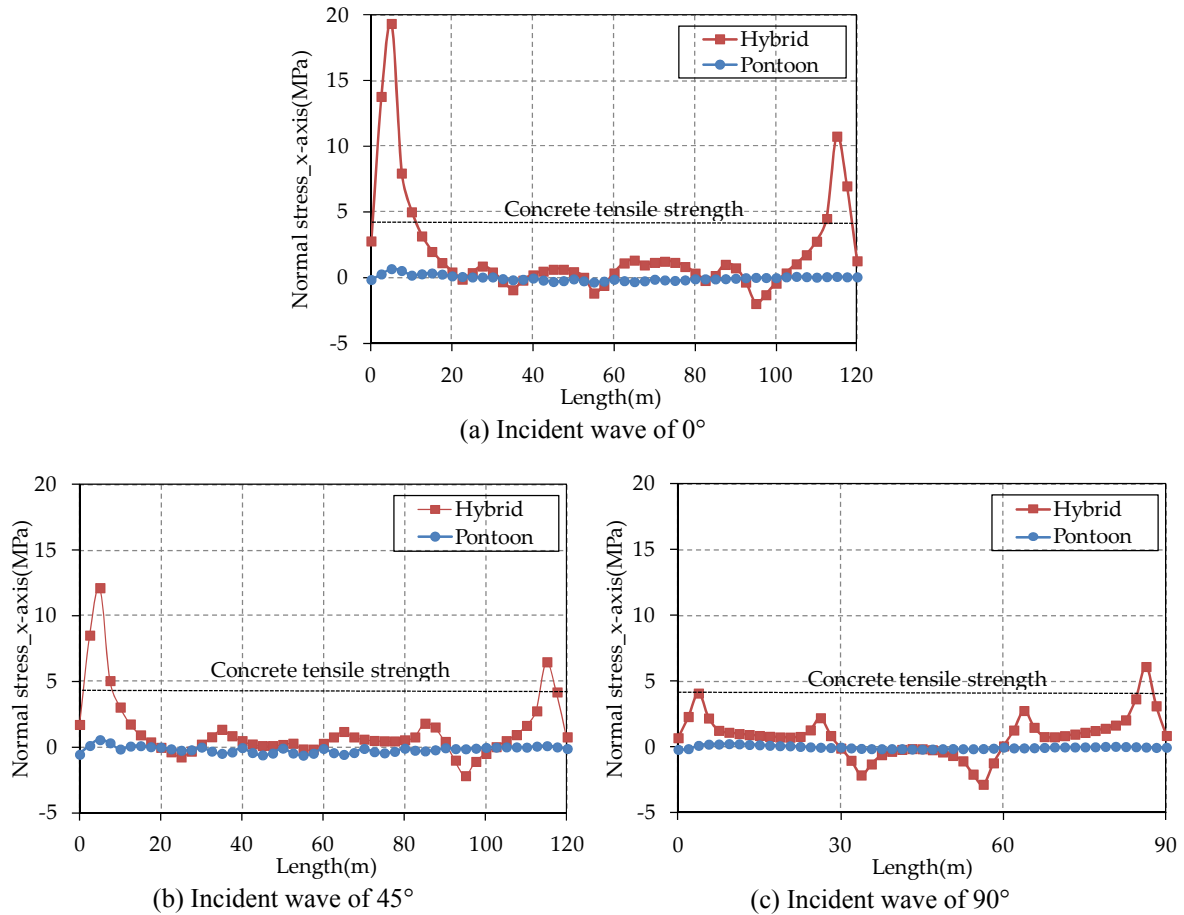 20
15
10
5
0
-5
Normal stress_x-axis(MPa)
Hybrid
Pontoon
Concrete tensile strength
0 20 40 60 80 100 120
Length(m)
(a) Incident wave of 0°
20
15
10
5
0
-5
Normal stress_x-axis(MPa)
Hybrid
Pontoon
Concrete tensile strength
0 20 40 60 80 100 120
Length(m)
(b) Incident wave of 45°
20
15
10
5
0
-5
Normal stress_x-axis(MPa)
Hybrid
Pontoon
Concrete tensile strength
0 30 60 90
Length(m)
(c) Incident wave of 90°